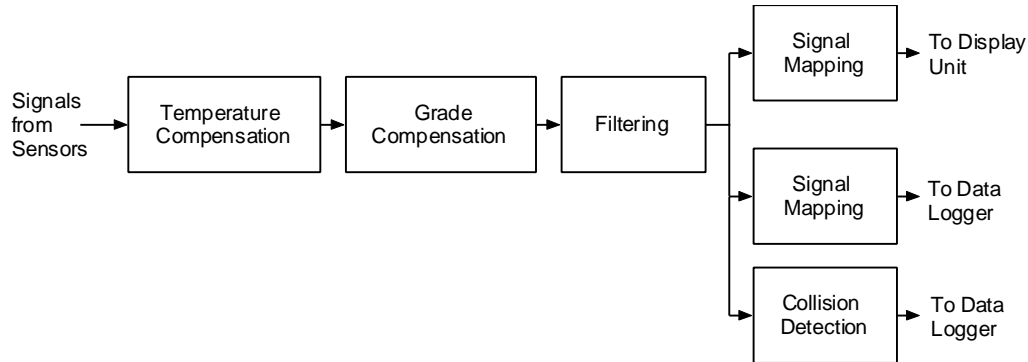 Signal
Mapping
To Display
Unit
Signals
from
Sensors
Temperature
Compensation
Grade
Compensation
Filtering
Signal
Mapping
To Data
Logger
Collision
Detection
To Data
Logger